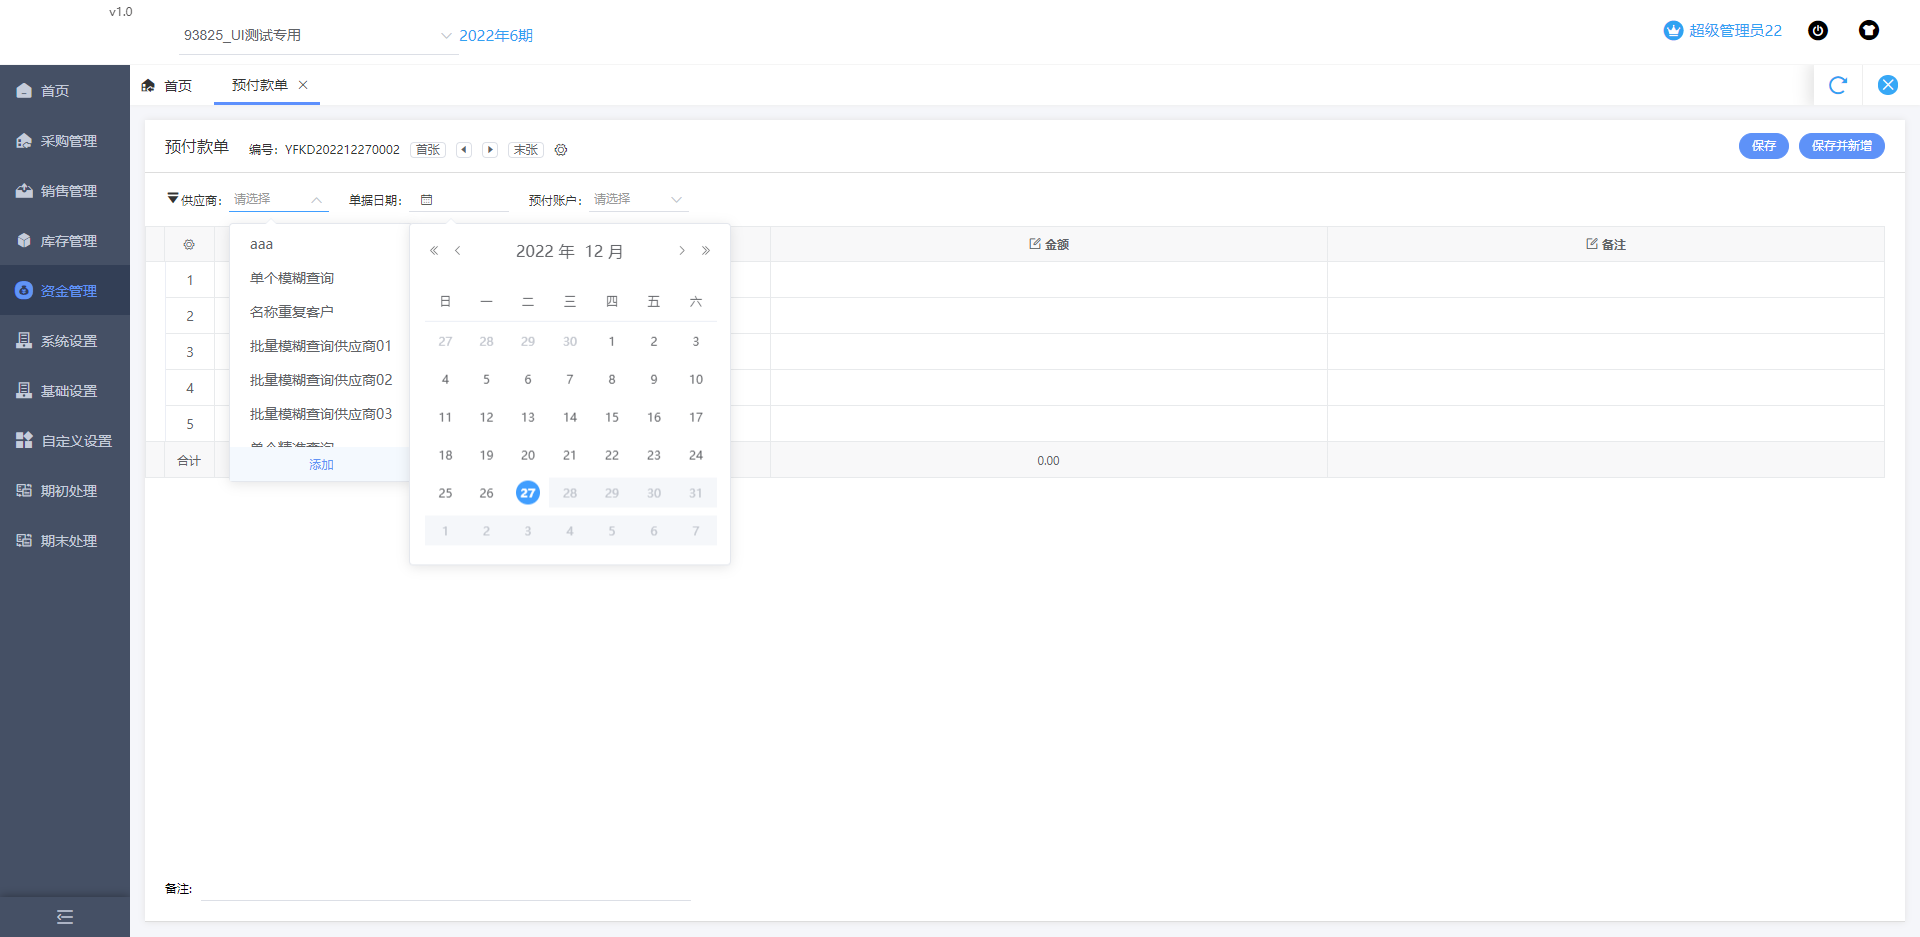 v1.0
93825_UI测试专用
2022年6期
超级管理员22
首页
采购管理
销售管理
库存管理
资金管理
系统设置
基础设置
自定义设置
期初处理
期末处理
首页
预付款单
预付款单
编号：YFKD202212270002 首张 末张
保存 保存并新增
供应商： 请选择 单据日期： 预付账户： 请选择
金额 备注
1
2
3
4
5
合计 0.00
aaa
单个模糊查询
名称重复客户
批量模糊查询供应商01
批量模糊查询供应商02
批量模糊查询供应商03
单个精准查询
添加
2022 年 12 月
日 一 二 三 四 五 六
27 28 29 30 1 2 3
4 5 6 7 8 9 10
11 12 13 14 15 16 17
18 19 20 21 22 23 24
25 26 27 28 29 30 31
1 2 3 4 5 6 7
备注: